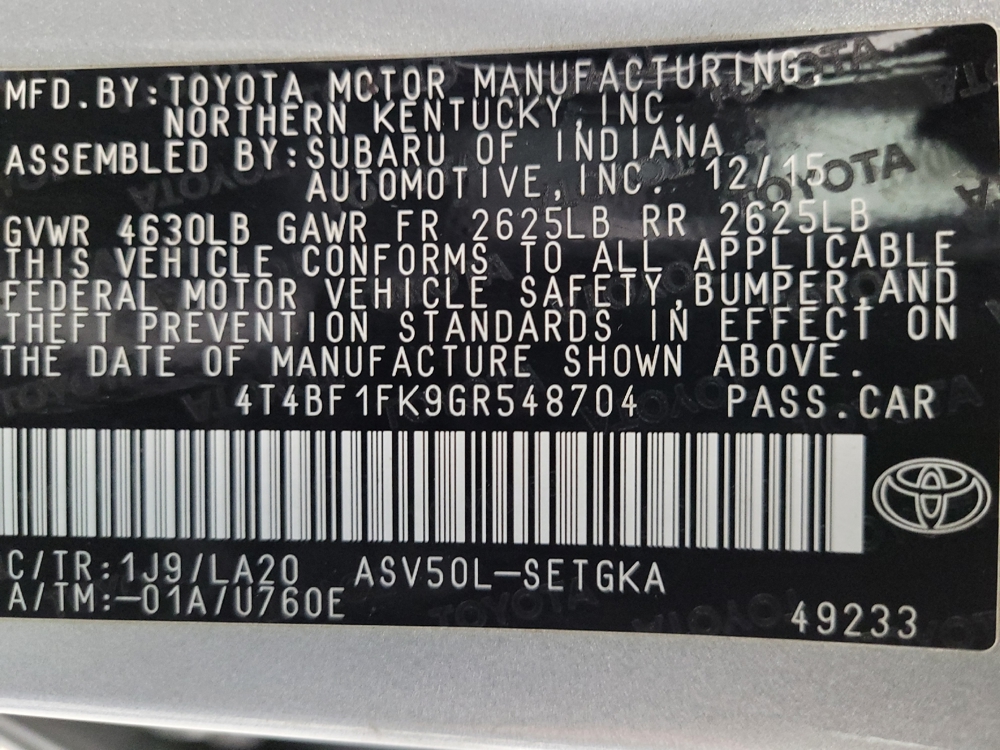 MFD.BY:TOYOTA MOTOR MANUFACTURING,
NORTHERN KENTUCKY,INC.
ASSEMBLED BY:SUBARU OF INDIANA
AUTOMOTIVE,INC. 12/15
GVWR 4630LB GAWR FR 2625LB RR 2625LB
THIS VEHICLE CONFORMS TO ALL APPLICABLE
FEDERAL MOTOR VEHICLE SAFETY,BUMPER,AND
THEFT PREVENTION STANDARDS IN EFFECT ON
THE DATE OF MANUFACTURE SHOWN ABOVE.
4T4BF1FK9GR548704 PASS.CAR
C/TR:1J9/LA20 ASV50L-SETGKA
A/TM:-01A/U760E
49233